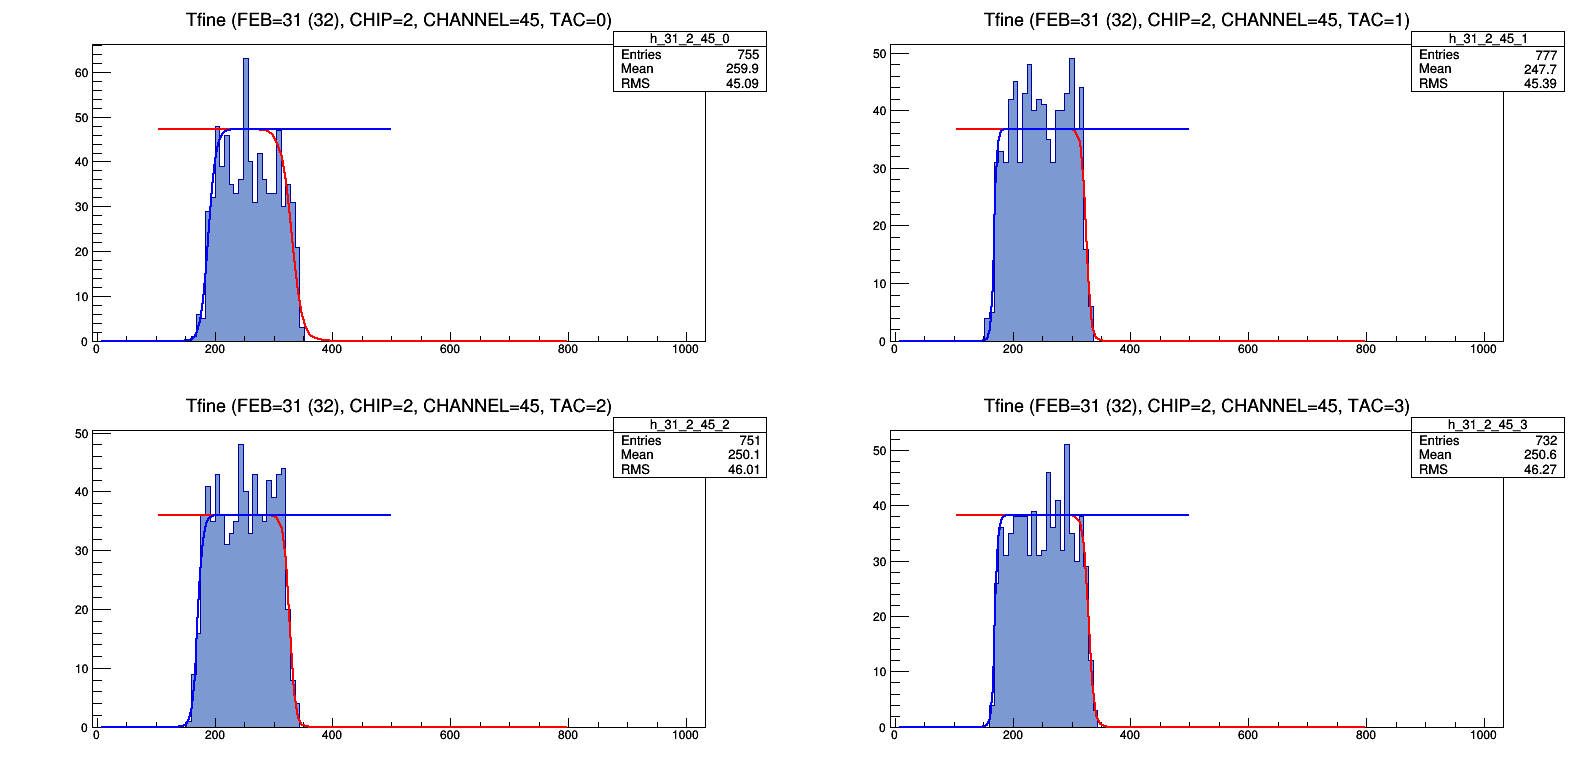 Tfine (FEB=31 (32), CHIP=2, CHANNEL=45, TAC=0)
h_31_2_45_0
Entries 755
Mean 259.9
RMS 45.09
60
50
40
30
20
10
0
0 200 400 600 800 1000
Tfine (FEB=31 (32), CHIP=2, CHANNEL=45, TAC=1)
h_31_2_45_1
Entries 777
Mean 247.7
RMS 45.39
50
40
30
20
10
0
0 200 400 600 800 1000
Tfine (FEB=31 (32), CHIP=2, CHANNEL=45, TAC=2)
h_31_2_45_2
Entries 751
Mean 250.1
RMS 46.01
50
40
30
20
10
0
0 200 400 600 800 1000
Tfine (FEB=31 (32), CHIP=2, CHANNEL=45, TAC=3)
h_31_2_45_3
Entries 732
Mean 250.6
RMS 46.27
50
40
30
20
10
0
0 200 400 600 800 1000